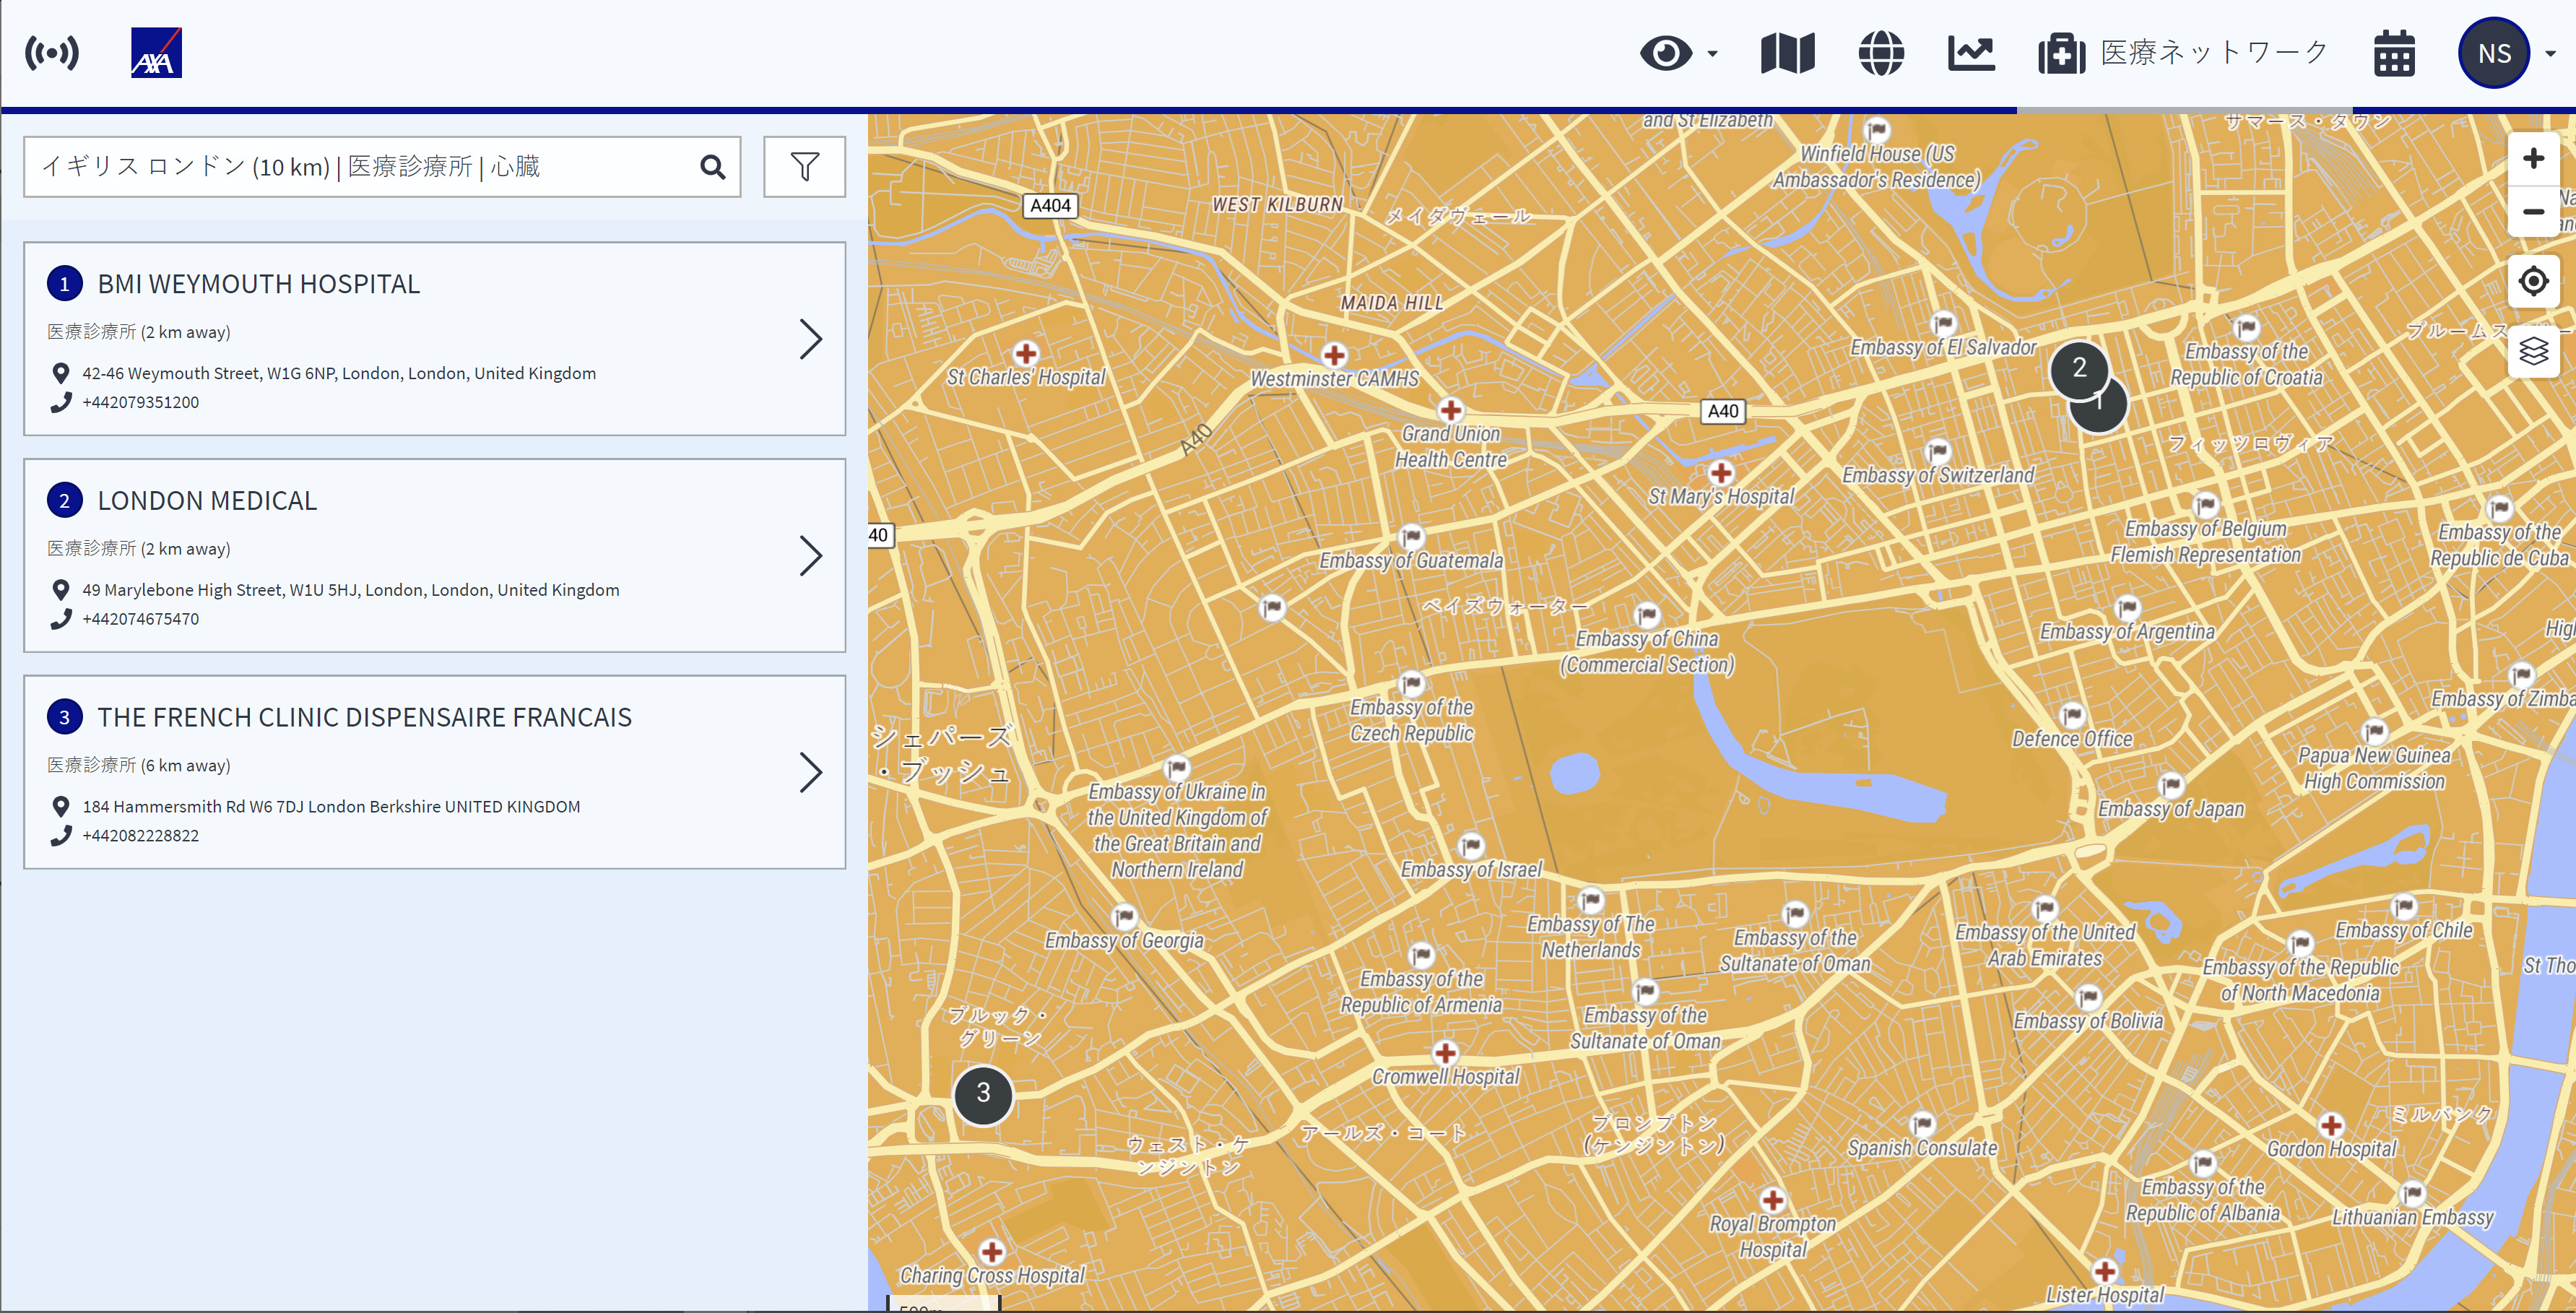 AXA
医療ネットワーク
NS
イギリス ロンドン (10 km) | 医療診療所 | 心臓
1 BMI WEYMOUTH HOSPITAL
医療診療所 (2 km away)
42-46 Weymouth Street, W1G 6NP, London, London, United Kingdom
+442079351200
2 LONDON MEDICAL
医療診療所 (2 km away)
49 Marylebone High Street, W1U 5HJ, London, London, United Kingdom
+442074675470
3 THE FRENCH CLINIC DISPENSAIRE FRANCAIS
医療診療所 (6 km away)
184 Hammersmith Rd W6 7DJ London Berkshire UNITED KINGDOM
+442082228822
and St Elizabeth
サマース・タウン
Winfield House (US
Ambassador's Residence)
A404
WEST KILBURN
メイダヴェール
MAIDA HILL
Embassy of El Salvador
Embassy of the
Republic of Croatia
St Charles' Hospital
Westminster CAMHS
2
1
A40
Grand Union
Health Centre
A40
フィッツロヴィア
St Mary's Hospital
Embassy of Switzerland
40
Embassy of Guatemala
Embassy of Belgium
Flemish Representation
Embassy of the
Republic de Cuba
ベイズウォーター
Embassy of China
(Commercial Section)
Embassy of Argentina
Embassy of the
Czech Republic
シェパーズ
・ブッシュ
Defence Office
Papua New Guinea
High Commission
Embassy of Ukraine in
the United Kingdom of
the Great Britain and
Northern Ireland
Embassy of Japan
Embassy of Israel
Embassy of Georgia
Embassy of The
Netherlands
Embassy of the
Sultanate of Oman
Embassy of the United
Arab Emirates
Embassy of Chile
Embassy of the Republic
of North Macedonia
Embassy of the
Republic of Armenia
Embassy of the
Sultanate of Oman
Embassy of Bolivia
ブルック・
グリーン
3
Cromwell Hospital
ウェスト・ケ
ンジントン
アールズ・コート
ブロンプトン
(ケンジントン)
Spanish Consulate
ミルバンク
Gordon Hospital
Embassy of the
Republic of Albania
Lithuanian Embassy
Royal Brompton
Hospital
Charing Cross Hospital
Lister Hospital